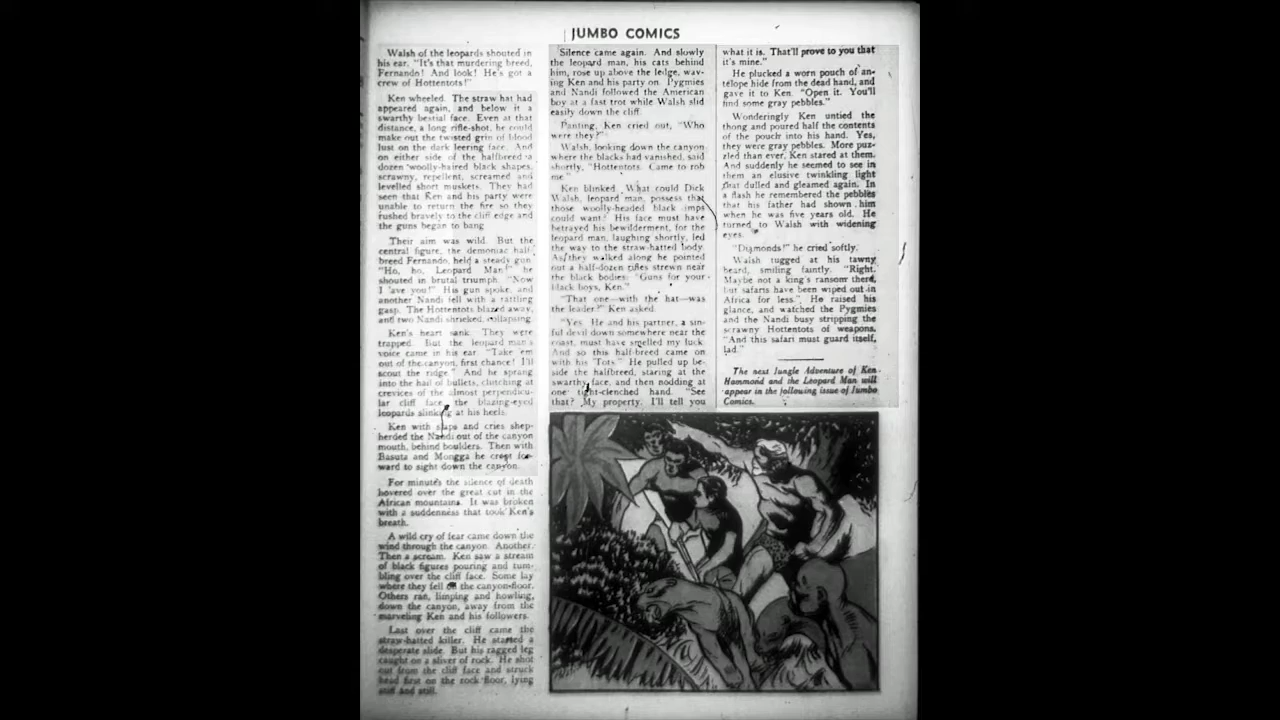 JUMBO COMICS
Walsh of the leopards shouted in
his ear, "It's that murdering breed,
Fernando! And look! He's got a
crew of Hottentots!"
Ken wheeled. The straw hat had
appeared again, and below it a
swarthy bestial face. Even at that
distance, a long rifle-shot, he could
make out the twisted grin of blood
lust on the dark leering face. And
on either side of the halfbreed a
dozen woolly-haired black shapes,
scrawny, repellent, screamed and
levelled short muskets. They had
seen that Ken and his party were
unable to return the fire so they
rushed bravely to the cliff edge and
the guns began to bang.
Their aim was wild. But the
central figure, the demoniac half-
breed Fernando, held a steady gun.
"Ho, ho, Leopard Man!" he
shouted in brutal triumph. "Now
I 'ave you!" His gun spoke, and
another Nandi fell with a rattling
gasp. The Hottentots blazed away,
and two Nandi shrieked, collapsing.
Ken's heart sank. They were
trapped. But the leopard man's
voice came in his ear. "Take 'em
out of the canyon, first chance! I'll
scout the ridge." And he sprang
into the hail of bullets, clutching at
crevices of the almost perpendicu-
lar cliff face, the blazing-eyed
leopards slinking at his heels.
Ken with slaps and cries shep-
herded the Nandi out of the canyon
mouth, behind boulders. Then with
Basuta and Mongga he crept for-
ward to sight down the canyon.
For minutes the silence of death
hovered over the great cut in the
African mountains. It was broken
with a suddenness that took Ken's
breath.
A wild cry of fear came down the
wind through the canyon. Another.
Then a scream. Ken saw a stream
of black figures pouring and tum-
bling over the cliff face. Some lay
where they fell on the canyon-floor.
Others ran, limping and howling,
down the canyon, away from the
marveling Ken and his followers.
Last over the cliff came the
straw-hatted killer. He started a
desperate slide. But his ragged leg
caught on a sliver of rock. He shot
out from the cliff face and struck
head first on the rock floor, lying
stiff and still.
Silence came again. And slowly
the leopard man, his cats behind
him, rose up above the ledge, wav-
ing Ken and his party on. Pygmies
and Nandi followed the American
boy at a fast trot while Walsh slid
easily down the cliff.
Panting, Ken cried out, "Who
were they?"
Walsh, looking down the canyon
where the blacks had vanished, said
shortly, "Hottentots. Came to rob
me."
Ken blinked. What could Dick
Walsh, leopard man, possess that
those woolly-headed black imps
could want? His face must have
betrayed his bewilderment, for the
leopard man, laughing shortly, led
the way to the straw-hatted body.
As they walked along he pointed
out a half-dozen rifles strewn near
the black bodies: "Guns for your
black boys, Ken."
"That one—with the hat—was
the leader?" Ken asked.
"Yes. He and his partner, a sin-
ful devil down somewhere near the
coast, must have smelled my luck.
And so this half-breed came on
with his 'Tots." He pulled up be-
side the halfbreed, staring at the
swarthy face, and then nodding at
one tight-clenched hand. "See
that? My property. I'll tell you
what it is. That'll prove to you that
it's mine."
He plucked a worn pouch of an-
telope hide from the dead hand, and
gave it to Ken. "Open it. You'll
find some gray pebbles."
Wonderingly Ken untied the
thong and poured half the contents
of the pouch into his hand. Yes,
they were gray pebbles. More puz-
zled than ever, Ken stared at them.
And suddenly he seemed to see in
them an elusive twinkling light
that dulled and gleamed again. In
a flash he remembered the pebbles
that his father had shown him
when he was five years old. He
turned to Walsh with widening
eyes.
"Diamonds!" he cried softly.
Walsh tugged at his tawny
beard, smiling faintly. "Right.
Maybe not a king's ransom there,
but safaris have been wiped out in
Africa for less." He raised his
glance, and watched the Pygmies
and the Nandi busy stripping the
scrawny Hottentots of weapons.
"And this safari must guard itself,
lad."
The next Jungle Adventure of Ken
Hammond and the Leopard Man will
appear in the following issue of Jumbo
Comics.